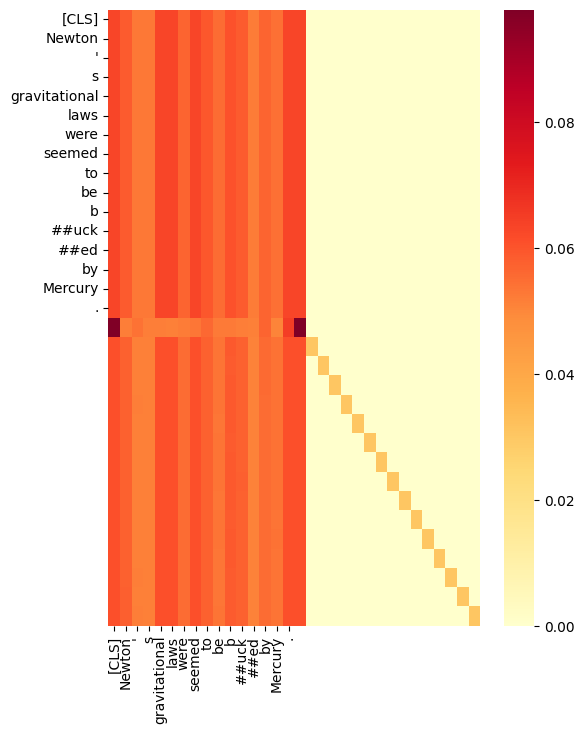 [CLS]
Newton
'
s
gravitational
laws
were
seemed
to
be
b
##uck
##ed
by
Mercury
.
0.08
0.06
0.04
0.02
0.00
[CLS]
Newton
'
s
gravitational
laws
were
seemed
to
be
b
##uck
##ed
by
Mercury
.